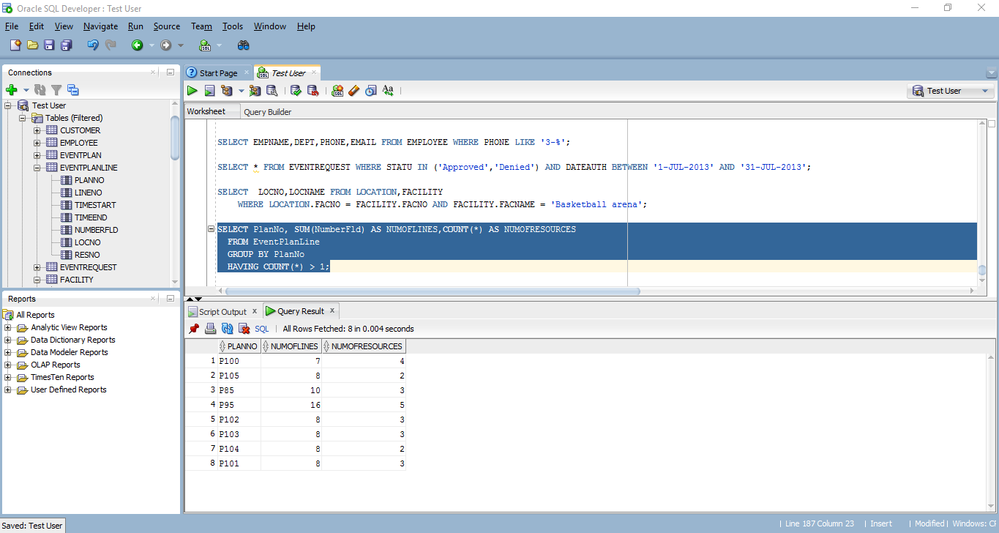 Oracle SQL Developer : Test User
File Edit View Navigate Run Source Team Tools Window Help
Connections
Test User
Tables (Filtered)
CUSTOMER
EMPLOYEE
EVENTPLAN
EVENTPLANLINE
PLANNO
LINENO
TIMESTART
TIMEEND
NUMBERFLD
LOCNO
RESNO
EVENTREQUEST
FACILITY
Reports
All Reports
Analytic View Reports
Data Dictionary Reports
Data Modeler Reports
OLAP Reports
TimesTen Reports
User Defined Reports
Start Page Test User
Test User
Worksheet Query Builder
SELECT EMPNAME,DEPT,PHONE,EMAIL FROM EMPLOYEE WHERE PHONE LIKE '3-%';
SELECT * FROM EVENTREQUEST WHERE STATU IN ('Approved','Denied') AND DATEAUTH BETWEEN '1-JUL-2013' AND '31-JUL-2013';
SELECT LOCNO,LOCNAME FROM LOCATION,FACILITY
WHERE LOCATION.FACNO = FACILITY.FACNO AND FACILITY.FACNAME = 'Basketball arena';
SELECT PlanNo, SUM(NumberFld) AS NUMOFLINES,COUNT(*) AS NUMOFRESOURCES
FROM EventPlanLine
GROUP BY PlanNo
HAVING COUNT(*) > 1;
Script Output Query Result
SQL All Rows Fetched: 8 in 0.004 seconds
PLANNO NUMOFLINES NUMOFRESOURCES
1 P100 7 4
2 P105 8 2
3 P85 10 3
4 P95 16 5
5 P102 8 3
6 P103 8 3
7 P104 8 2
8 P101 8 3
Saved: Test User
Line 187 Column 23 Insert Modified Windows: CF